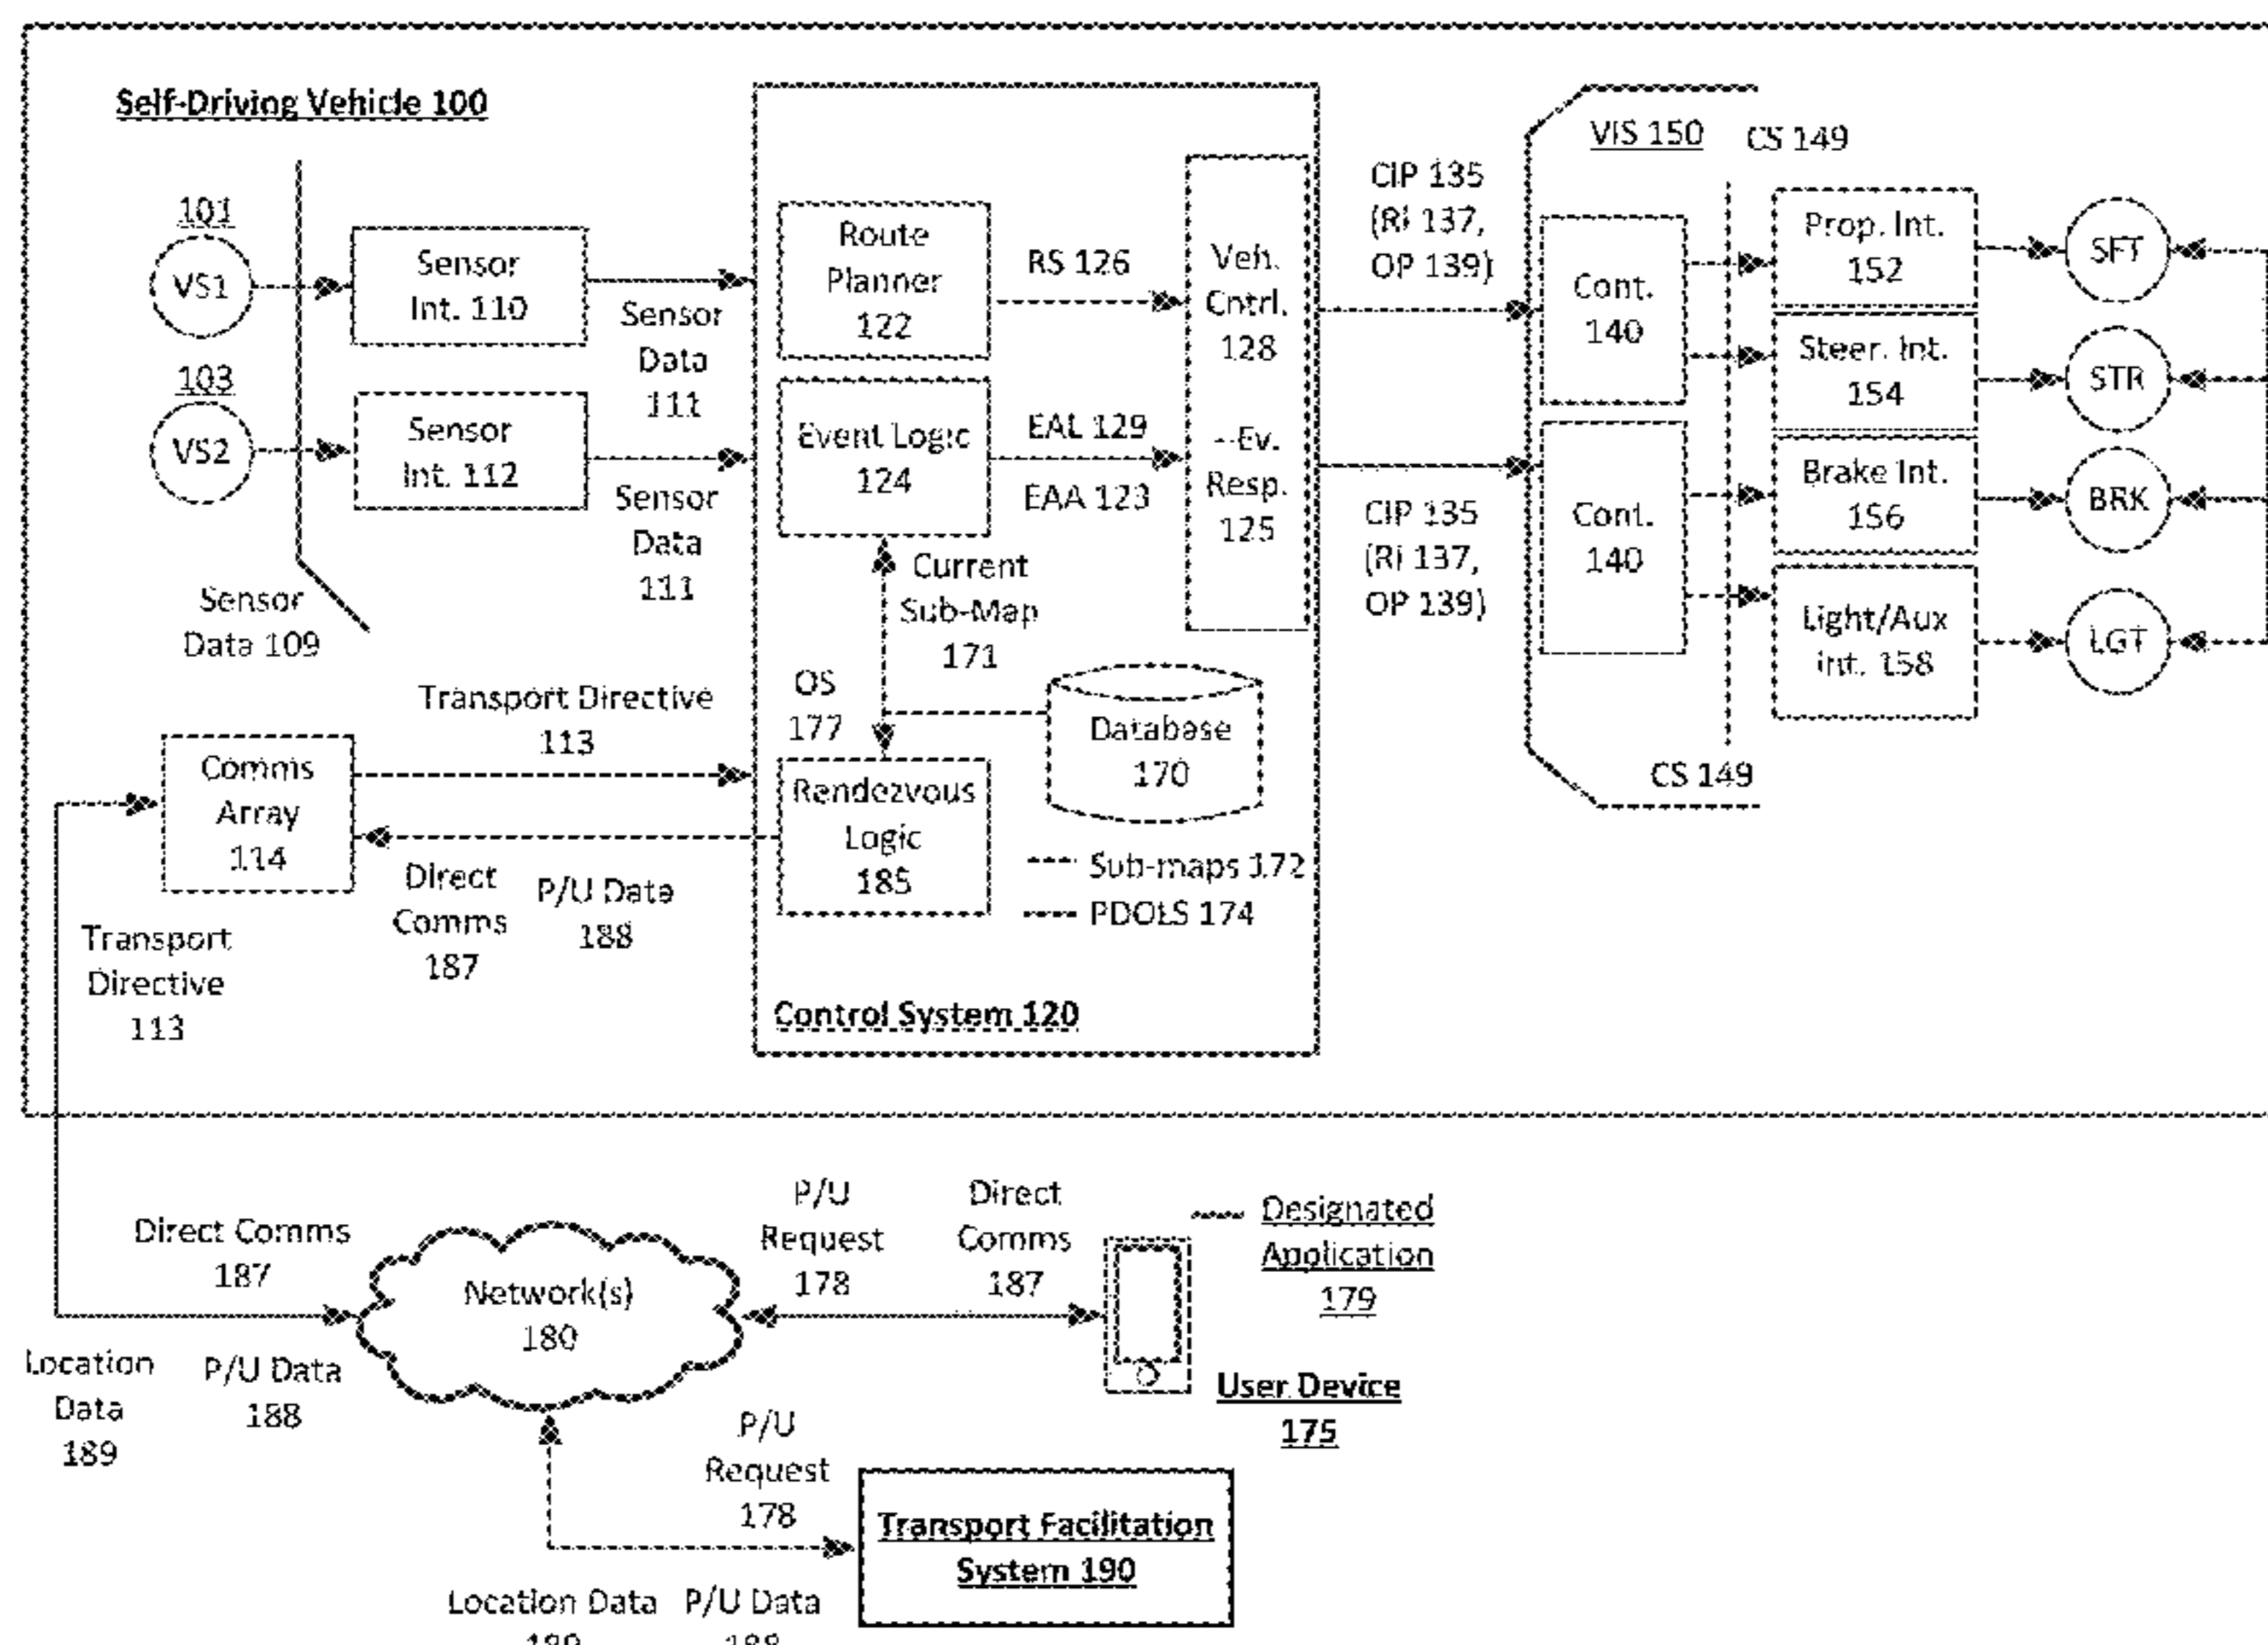 Self-Driving Vehicle 100
101
VS1
103
VS2
Sensor
Int. 110
Sensor
Int. 112
Sensor
Data
111
Sensor
Data
111
Sensor
Data 109
Route
Planner
122
Event Logic
124
RS 126
EAL 129
EAA 123
Veh.
Cntrl.
128
--Ev.
Resp.
125
Current
Sub-Map
171
OS
177
Database
170
Rendezvous
Logic
185
Sub-maps 172
PDOLS 174
Control System 120
CIP 135
(RI 137,
OP 139)
CIP 135
(RI 137,
OP 139)
VIS 150
CS 149
Cont.
140
Cont.
140
Prop. Int.
152
Steer. Int.
154
Brake Int.
156
Light/Aux
Int. 158
SFT
STR
BRK
LGT
CS 149
Transport Directive
113
Comms
Array
114
Direct
Comms
187
P/U Data
188
Transport
Directive
113
Direct Comms
187
Location
Data
189
P/U Data
188
Network(s)
180
P/U
Request
178
Direct
Comms
187
Designated
Application
179
User Device
175
P/U
Request
178
Transport Facilitation
System 190
Location Data
189
P/U Data
188